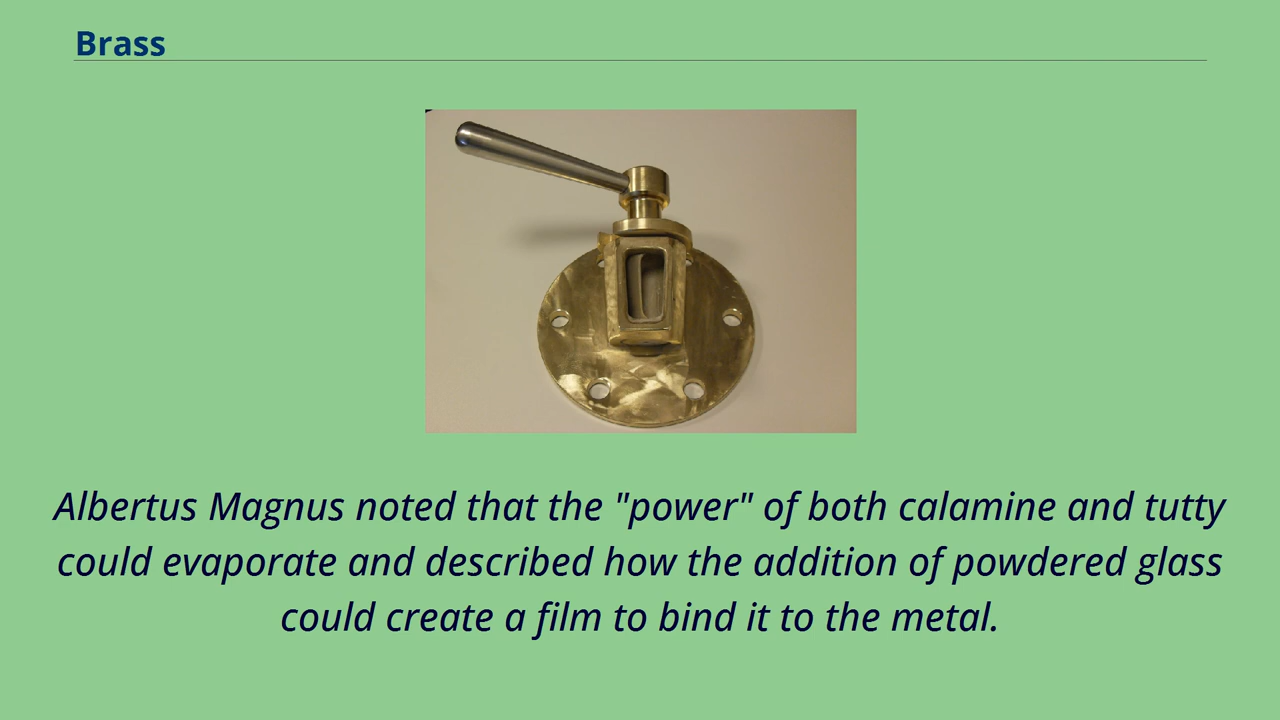 Brass
Albertus Magnus noted that the "power" of both calamine and tutty
could evaporate and described how the addition of powdered glass
could create a film to bind it to the metal.